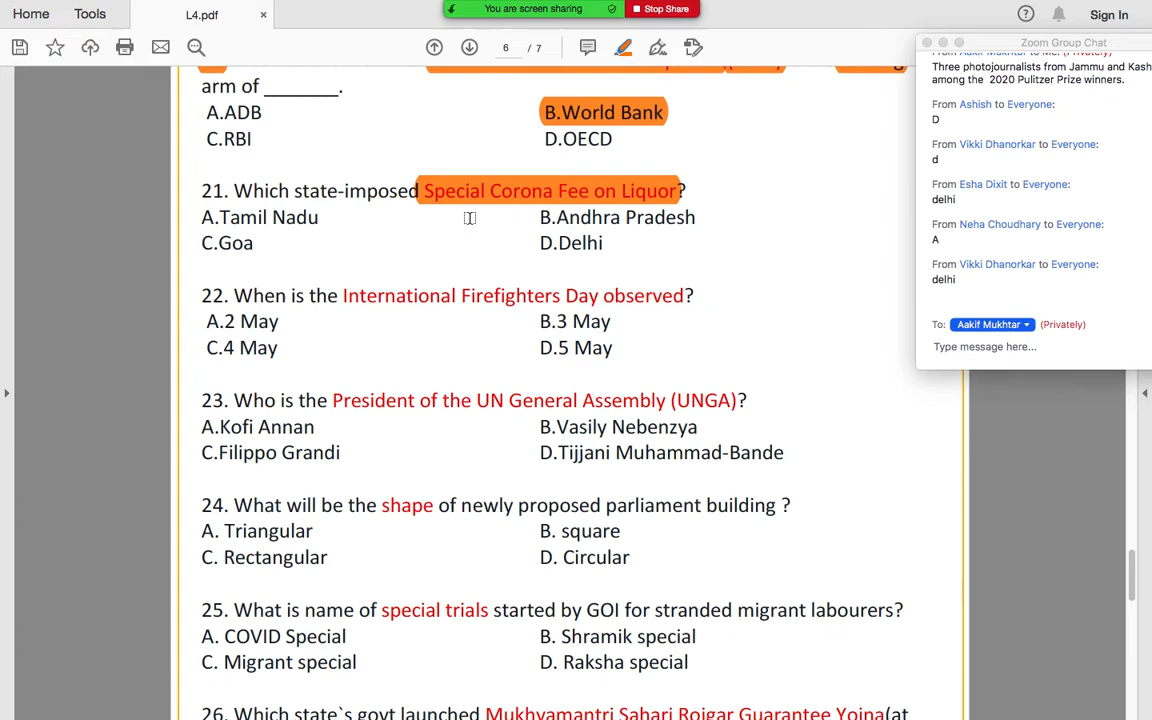 Home Tools L4.pdf × You are screen sharing Stop Share Sign In
6 / 7
Zoom Group Chat
arm of _______.
A.ADB B.World Bank
C.RBI D.OECD
21. Which state-imposed Special Corona Fee on Liquor?
A.Tamil Nadu B.Andhra Pradesh
C.Goa D.Delhi
22. When is the International Firefighters Day observed?
A.2 May B.3 May
C.4 May D.5 May
23. Who is the President of the UN General Assembly (UNGA)?
A.Kofi Annan B.Vasily Nebenzya
C.Filippo Grandi D.Tijjani Muhammad-Bande
24. What will be the shape of newly proposed parliament building ?
A. Triangular B. square
C. Rectangular D. Circular
25. What is name of special trials started by GOI for stranded migrant labourers?
A. COVID Special B. Shramik special
C. Migrant special D. Raksha special
26. Which state`s govt launched Mukhyamantri Sahari Rojgar Guarantee Yojna(at
From Aakif Mukhtar to Me: (Privately)
Three photojournalists from Jammu and Kash
among the 2020 Pulitzer Prize winners.
From Ashish to Everyone:
D
From Vikki Dhanorkar to Everyone:
d
From Esha Dixit to Everyone:
delhi
From Neha Choudhary to Everyone:
A
From Vikki Dhanorkar to Everyone:
delhi
To: Aakif Mukhtar (Privately)
Type message here...